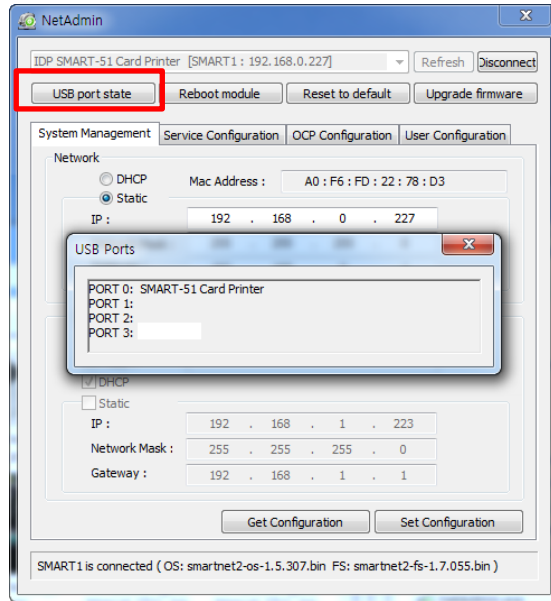 NetAdmin
IDP SMART-51 Card Printer [SMART1 : 192.168.0.227] Refresh Disconnect
USB port state Reboot module Reset to default Upgrade firmware
System Management Service Configuration OCP Configuration User Configuration
Network
DHCP Mac Address : A0 : F6 : FD : 22 : 78 : D3
Static
IP : 192 . 168 . 0 . 227
USB Ports
PORT 0: SMART-51 Card Printer
PORT 1:
PORT 2:
PORT 3:
DHCP
Static
IP : 192 . 168 . 1 . 223
Network Mask : 255 . 255 . 255 . 0
Gateway : 192 . 168 . 1 . 1
Get Configuration Set Configuration
SMART1 is connected ( OS: smartnet2-os-1.5.307.bin FS: smartnet2-fs-1.7.055.bin )